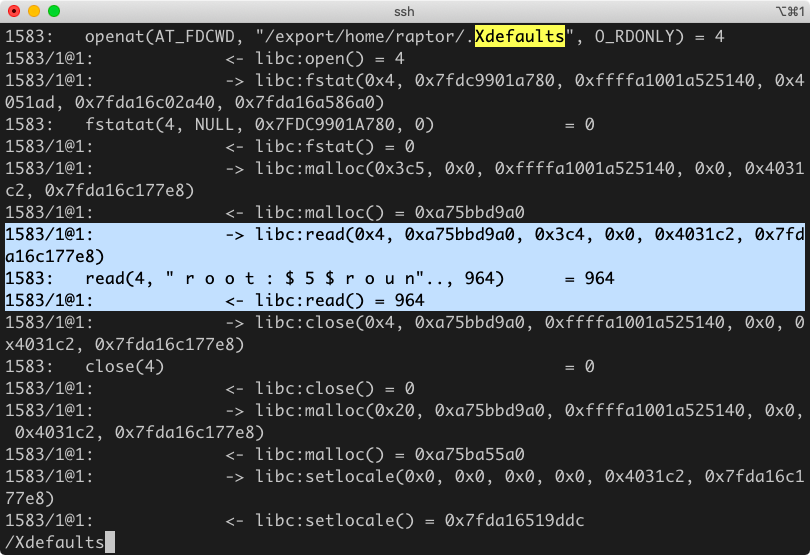 ssh
⌥⌘1
1583:   openat(AT_FDCWD, "/export/home/raptor/.Xdefaults", O_RDONLY) = 4
1583/1@1:             <- libc:open() = 4
1583/1@1:             -> libc:fstat(0x4, 0x7fdc9901a780, 0xffffa1001a525140, 0x4
051ad, 0x7fda16c02a40, 0x7fda16a586a0)
1583:   fstatat(4, NULL, 0x7FDC9901A780, 0)             = 0
1583/1@1:             <- libc:fstat() = 0
1583/1@1:             -> libc:malloc(0x3c5, 0x0, 0xffffa1001a525140, 0x0, 0x4031
c2, 0x7fda16c177e8)
1583/1@1:             <- libc:malloc() = 0xa75bbd9a0
1583/1@1:             -> libc:read(0x4, 0xa75bbd9a0, 0x3c4, 0x0, 0x4031c2, 0x7fd
a16c177e8)
1583:   read(4, " r o o t : $ 5 $ r o u n".., 964)      = 964
1583/1@1:             <- libc:read() = 964
1583/1@1:             -> libc:close(0x4, 0xa75bbd9a0, 0xffffa1001a525140, 0x0, 0
x4031c2, 0x7fda16c177e8)
1583:   close(4)                                        = 0
1583/1@1:             <- libc:close() = 0
1583/1@1:             -> libc:malloc(0x20, 0xa75bbd9a0, 0xffffa1001a525140, 0x0,
 0x4031c2, 0x7fda16c177e8)
1583/1@1:             <- libc:malloc() = 0xa75ba55a0
1583/1@1:             -> libc:setlocale(0x0, 0x0, 0x0, 0x0, 0x4031c2, 0x7fda16c1
77e8)
1583/1@1:             <- libc:setlocale() = 0x7fda16519ddc
/Xdefaults